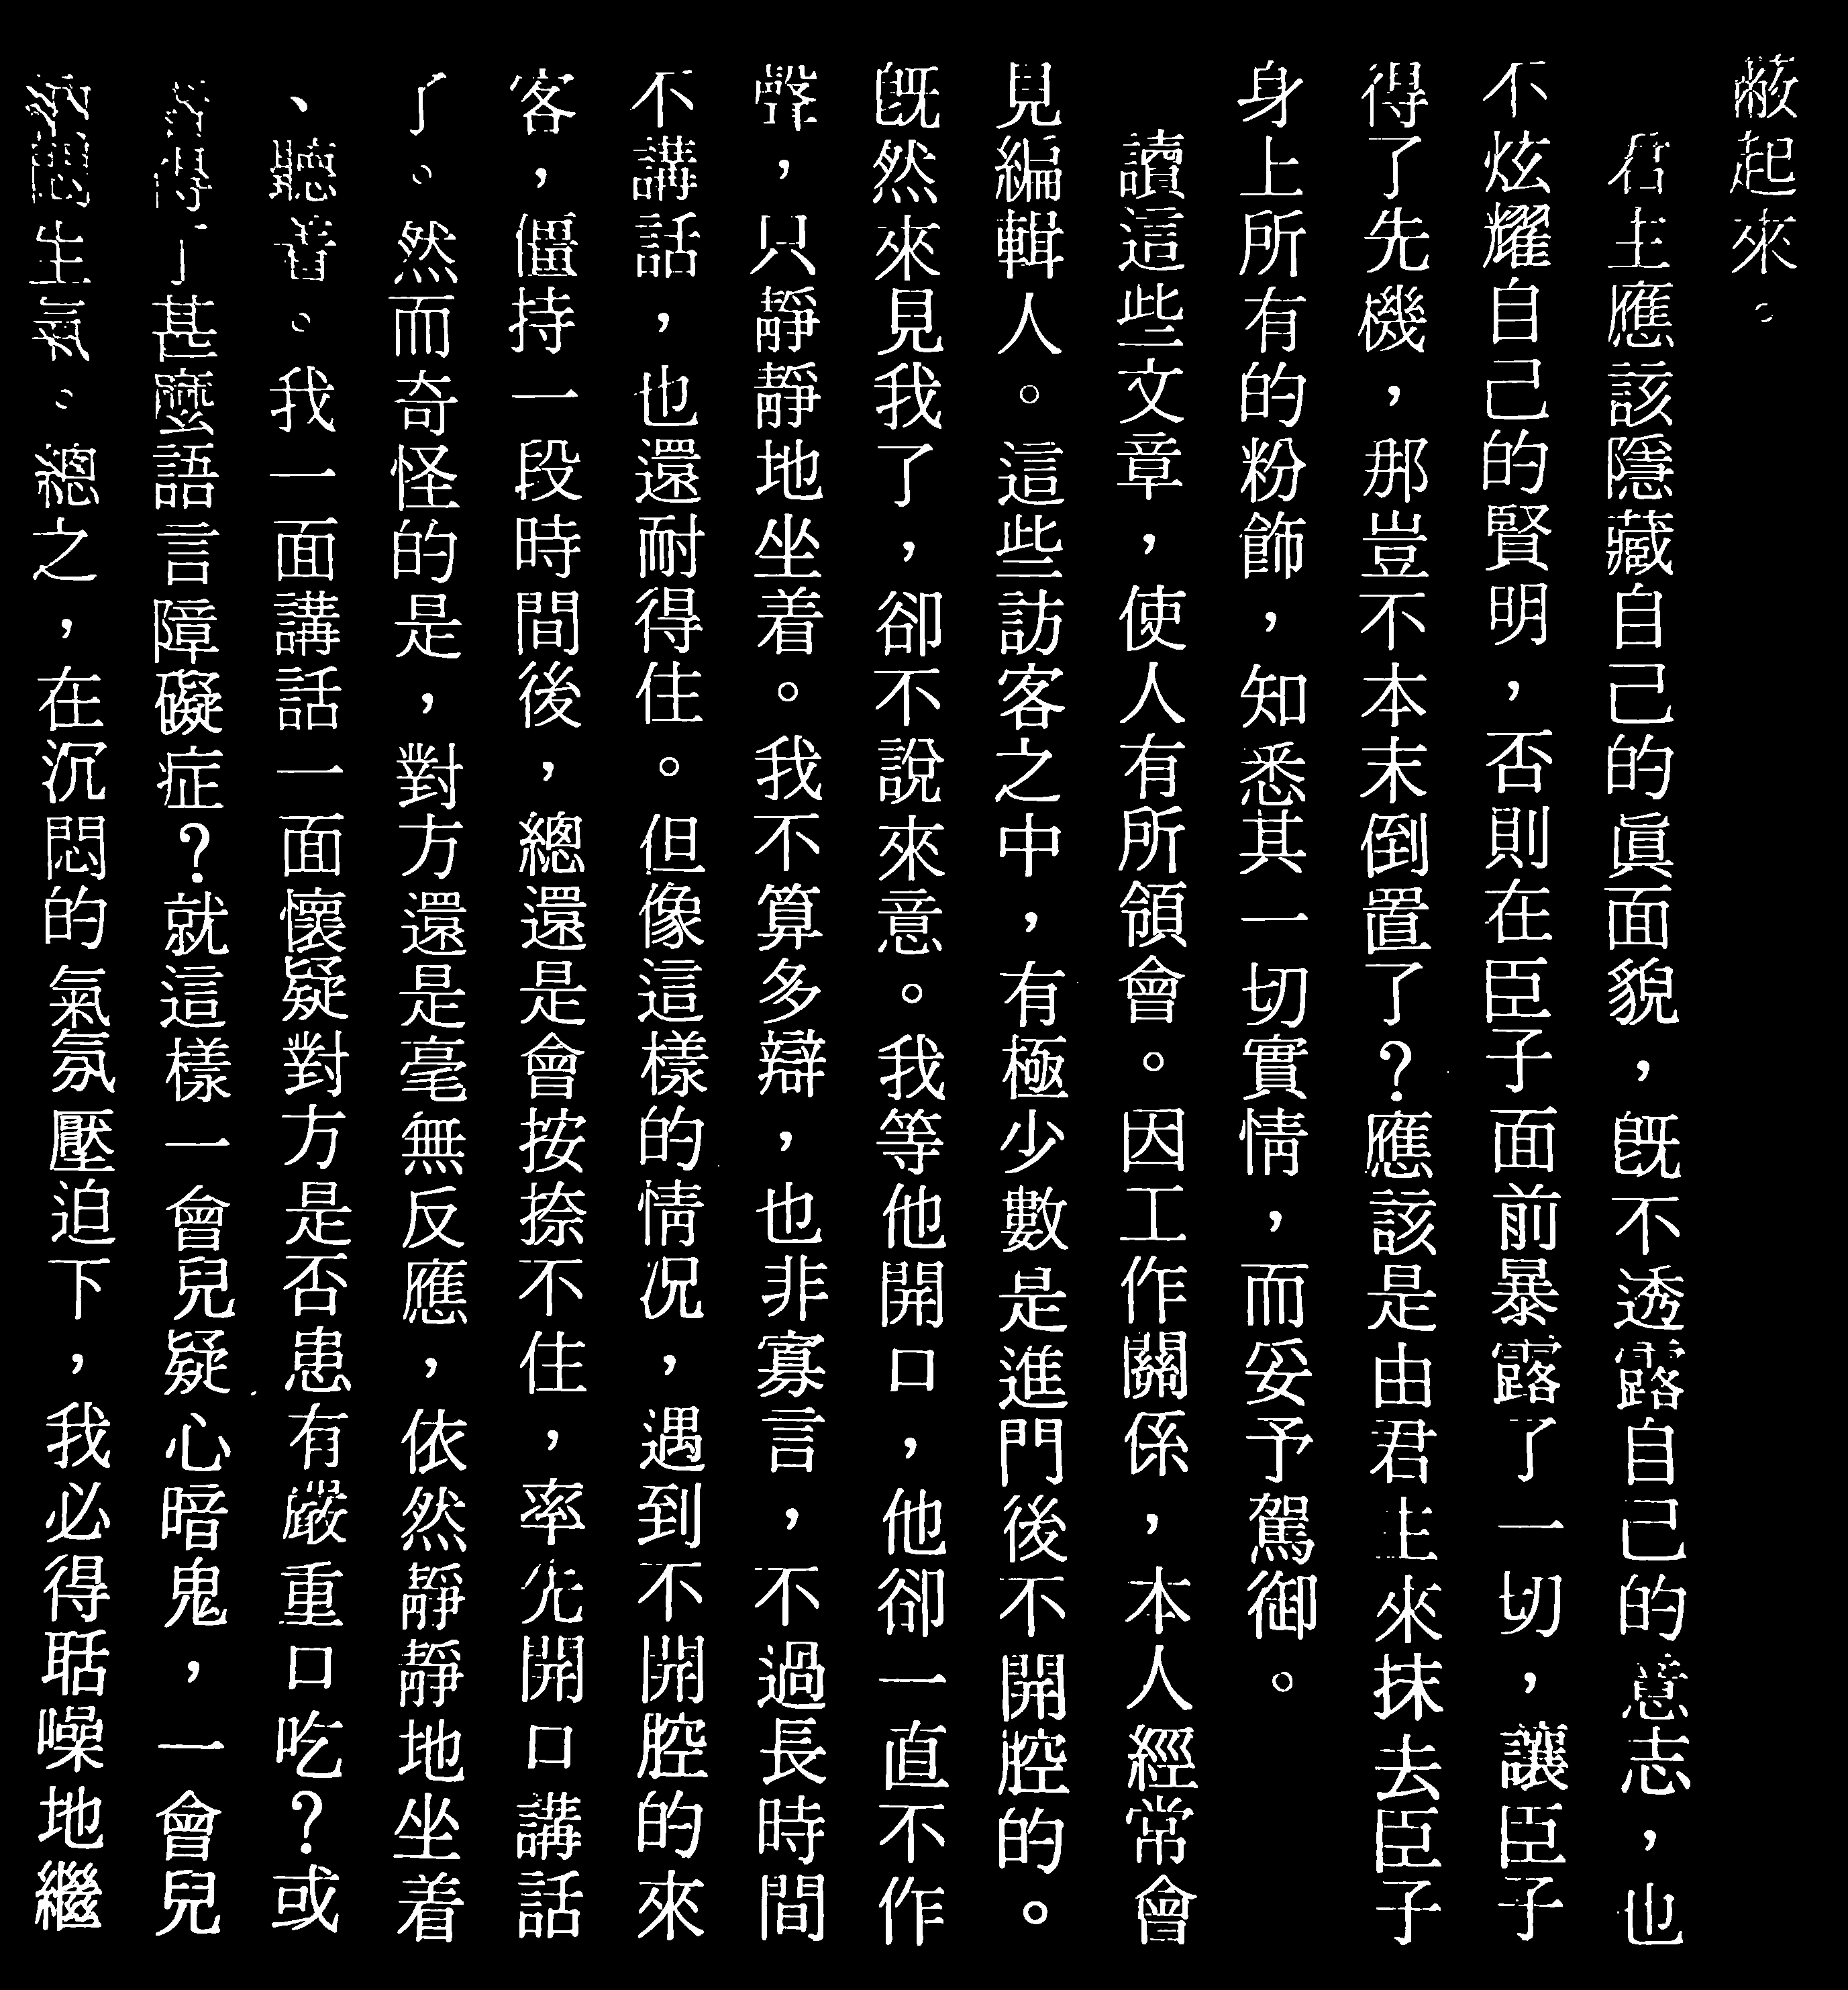 蔽起來。
君主應該隱藏自己的眞面貌，旣不透露自己的意志，也
不炫耀自己的賢明，否則在臣子面前暴露了一切，讓臣子
得了先機，那豈不本末倒置了？應該是由君主來抹去臣子
身上所有的粉飾，知悉其一切實情，而妥予駕御。
讀這些文章，使人有所領會。因工作關係，本人經常會
見編輯人。這些訪客之中，有極少數是進門後不開腔的。
旣然來見我了，卻不說來意。我等他開口，他卻一直不作
聲，只靜靜地坐着。我不算多辯，也非寡言，不過長時間
不講話，也還耐得住。但像這樣的情況，遇到不開腔的來
客，僵持一段時間後，總還是會按捺不住，率先開口講話
了。然而奇怪的是，對方還是毫無反應，依然靜靜地坐着
、聽着。我一面講話一面懷疑對方是否患有嚴重口吃？或
得了甚麼語言障礙症？就這樣一會兒疑心暗鬼，一會兒
悶生氣。總之，在沉悶的氣氛壓迫下，我必得聒噪地繼